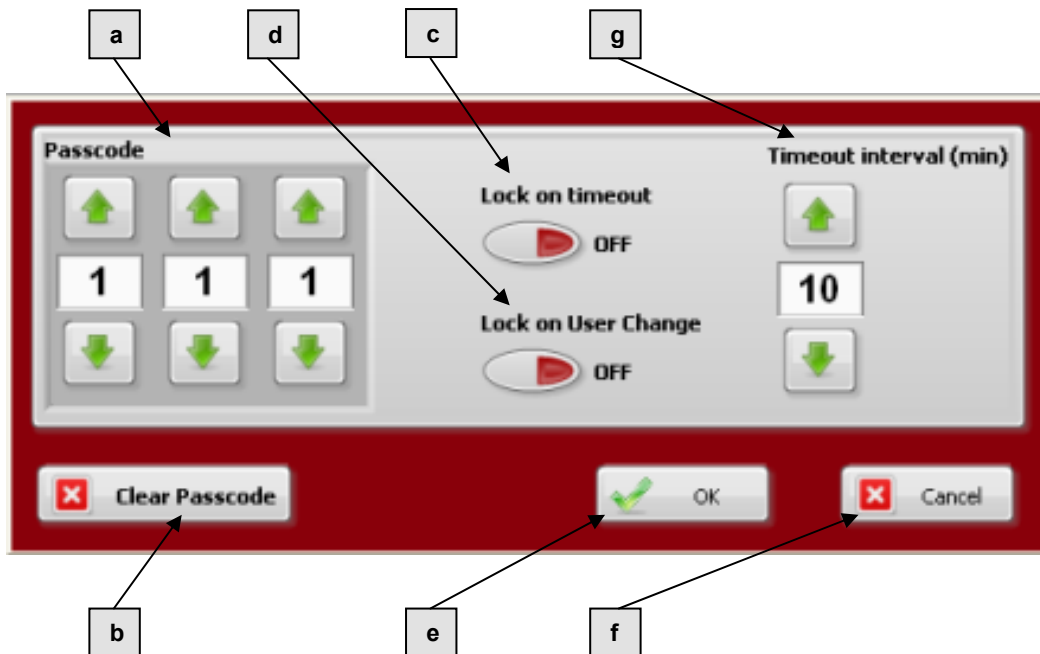 a d c g
Passcode
Timeout interval (min)
Lock on timeout
OFF
1 1 1
10
Lock on User Change
OFF
Clear Passcode
OK
Cancel
b e f